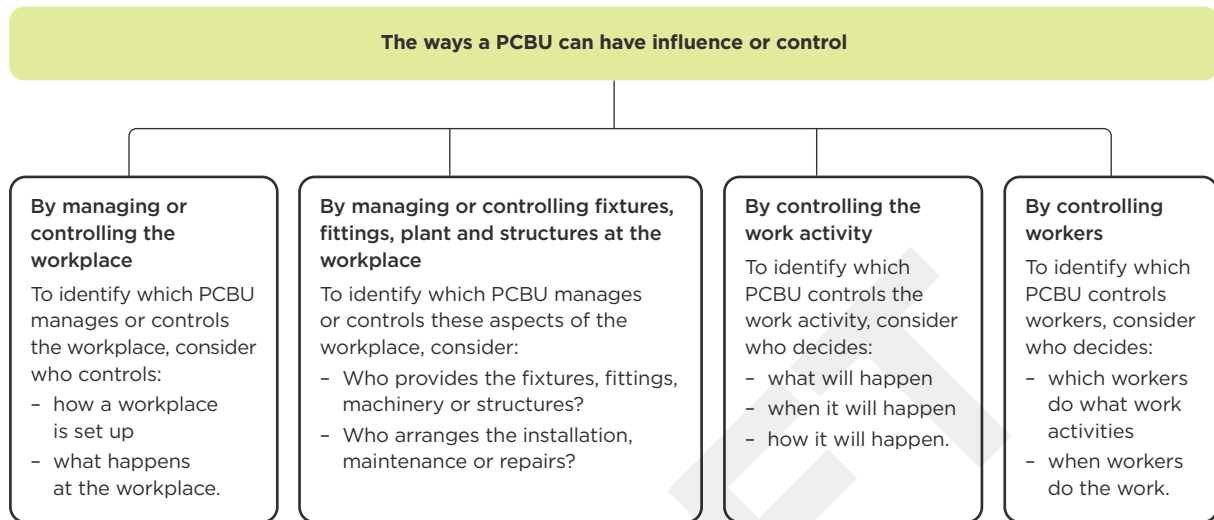 The ways a PCBU can have influence or control
By managing or
controlling the
workplace
To identify which PCBU
manages or controls
the workplace, consider
who controls:
– how a workplace
is set up
– what happens
at the workplace.
By managing or controlling fixtures,
fittings, plant and structures at the
workplace
To identify which PCBU manages
or controls these aspects of the
workplace, consider:
– Who provides the fixtures, fittings,
machinery or structures?
– Who arranges the installation,
maintenance or repairs?
By controlling the
work activity
To identify which
PCBU controls the
work activity, consider
who decides:
– what will happen
– when it will happen
– how it will happen.
By controlling
workers
To identify which
PCBU controls
workers, consider
who decides:
– which workers
do what work
activities
– when workers
do the work.